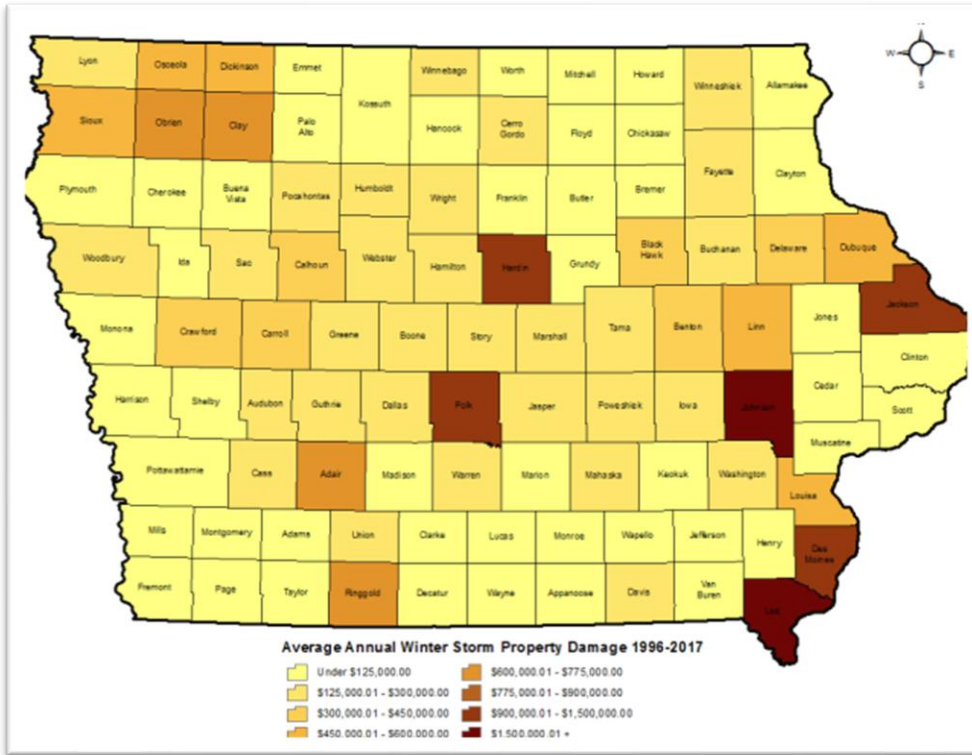 N
W E
S
Lyon
Osceola
Dickinson
Emmet
Kossuth
Winnebago
Worth
Mitchell
Howard
Winneshiek
Allamakee
Sioux
Obrien
Clay
Palo
Alto
Hancock
Cerro
Gordo
Floyd
Chickasaw
Fayette
Clayton
Plymouth
Cherokee
Buena
Vista
Pocahontas
Humboldt
Wright
Franklin
Butler
Bremer
Woodbury
Ida
Sac
Calhoun
Webster
Hamilton
Hardin
Grundy
Black
Hawk
Buchanan
Delaware
Dubuque
Monona
Crawford
Carroll
Greene
Boone
Story
Marshall
Tama
Benton
Linn
Jones
Jackson
Clinton
Harrison
Shelby
Audubon
Guthrie
Dallas
Polk
Jasper
Poweshiek
Iowa
Johnson
Cedar
Scott
Muscatine
Pottawattamie
Cass
Adair
Madison
Warren
Marion
Mahaska
Keokuk
Washington
Louisa
Mills
Montgomery
Adams
Union
Clarke
Lucas
Monroe
Wapello
Jefferson
Henry
Des
Moines
Fremont
Page
Taylor
Ringgold
Decatur
Wayne
Appanoose
Davis
Van
Buren
Lee
Average Annual Winter Storm Property Damage 1996-2017
Under $125,000.00
$125,000.01 - $300,000.00
$300,000.01 - $450,000.00
$450,000.01 - $600,000.00
$600,000.01 - $775,000.00
$775,000.01 - $900,000.00
$900,000.01 - $1,500,000.00
$1,500,000.01 +